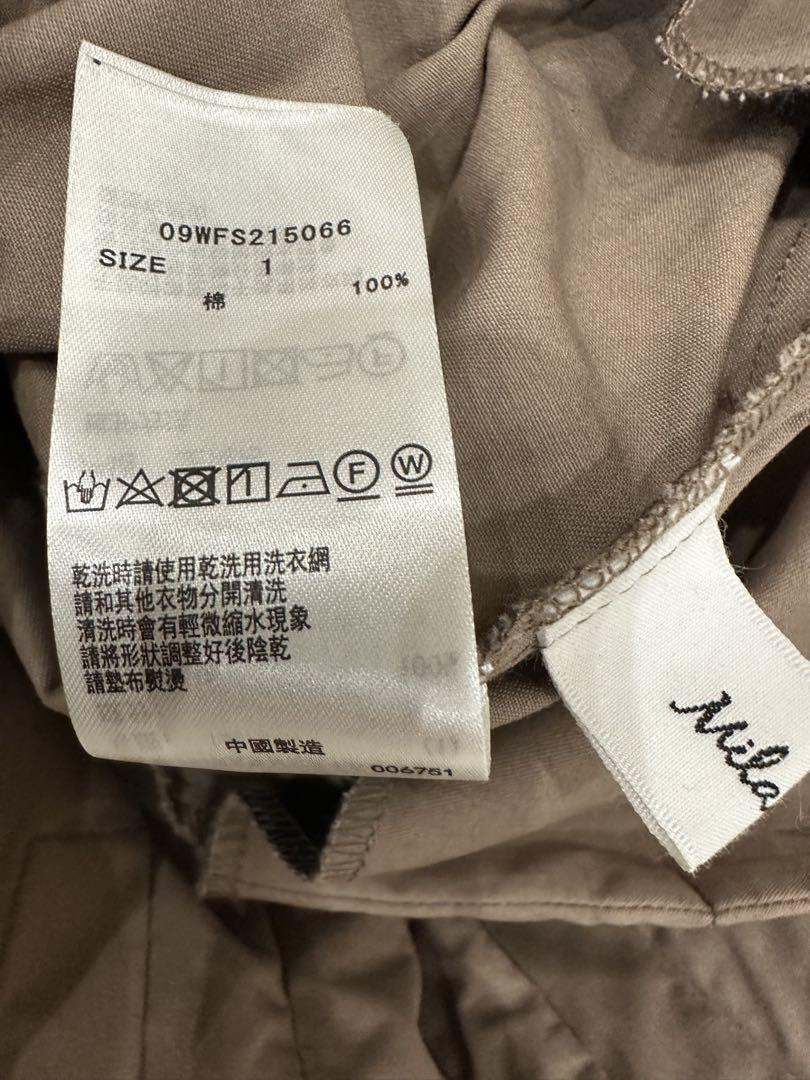 09WFS215066
SIZE 1
棉 100%
F W
乾洗時請使用乾洗用洗衣網
請和其他衣物分開清洗
清洗時會有輕微縮水現象
請將形狀調整好後陰乾
請墊布熨燙
中國製造
006751
Mila